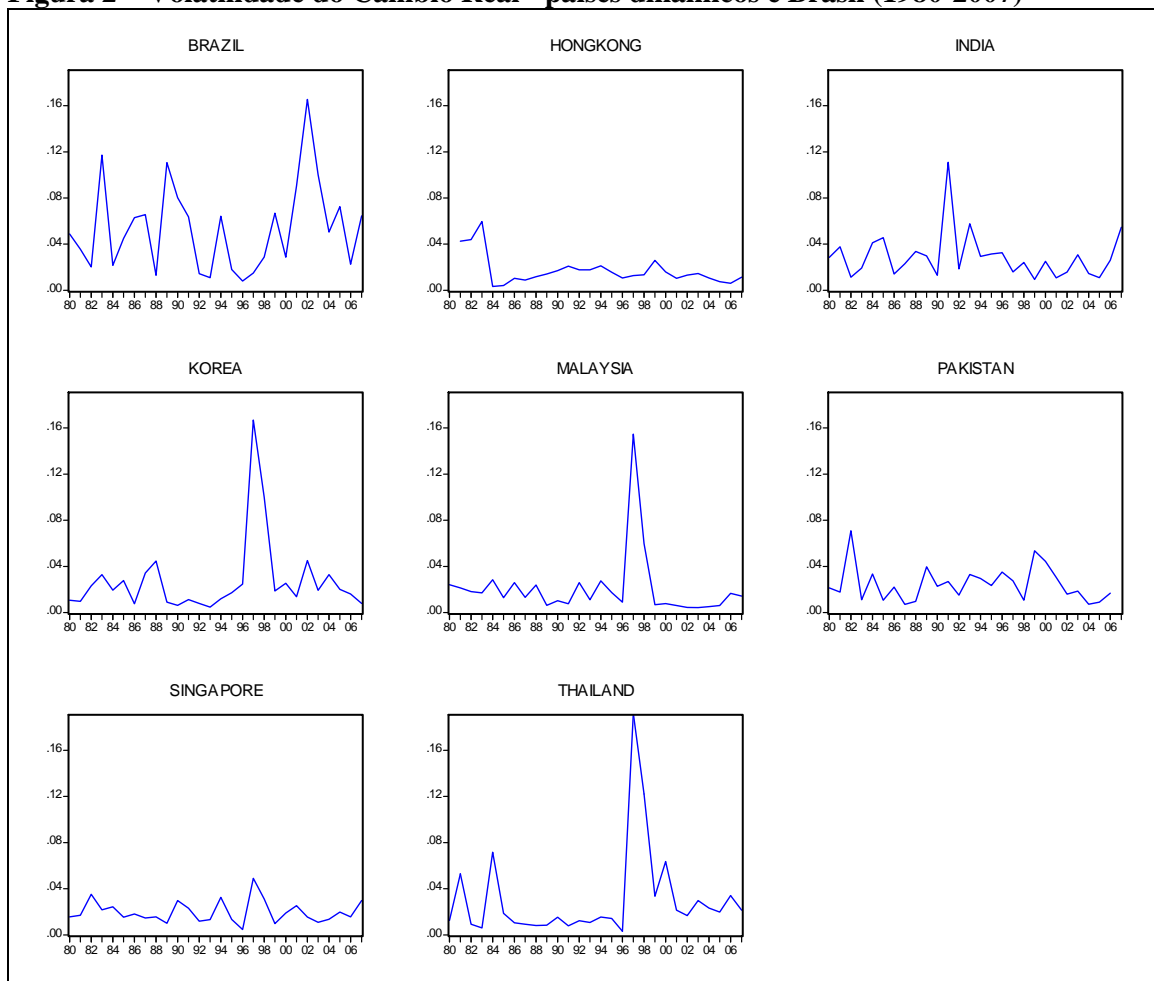 Figura 2 – Volatilidade do Câmbio Real - países dinâmicos e Brasil (1980-2007)
BRAZIL
.16
.12
.08
.04
.00
80 82 84 86 88 90 92 94 96 98 00 02 04 06
HONGKONG
.16
.12
.08
.04
.00
80 82 84 86 88 90 92 94 96 98 00 02 04 06
INDIA
.16
.12
.08
.04
.00
80 82 84 86 88 90 92 94 96 98 00 02 04 06
KOREA
.16
.12
.08
.04
.00
80 82 84 86 88 90 92 94 96 98 00 02 04 06
MALAYSIA
.16
.12
.08
.04
.00
80 82 84 86 88 90 92 94 96 98 00 02 04 06
PAKISTAN
.16
.12
.08
.04
.00
80 82 84 86 88 90 92 94 96 98 00 02 04 06
SINGAPORE
.16
.12
.08
.04
.00
80 82 84 86 88 90 92 94 96 98 00 02 04 06
THAILAND
.16
.12
.08
.04
.00
80 82 84 86 88 90 92 94 96 98 00 02 04 06